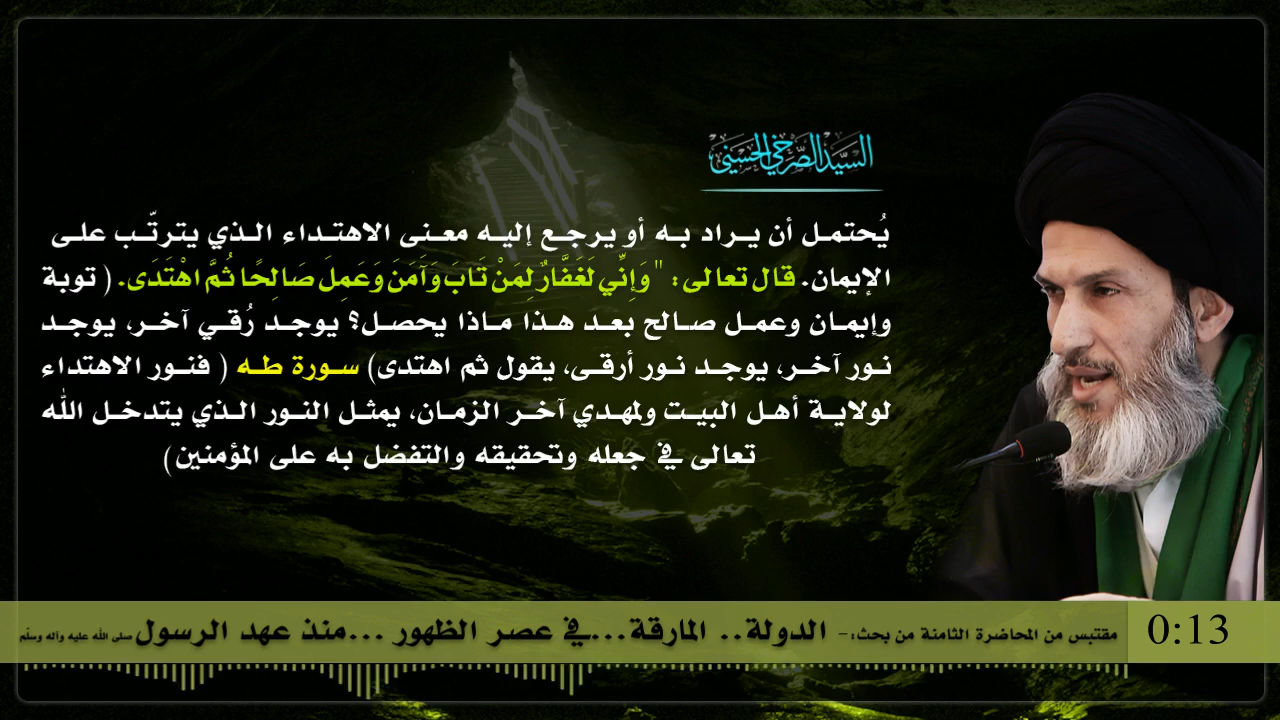 السيد الصرخي الحسني
يُحتمل أن يراد به أو يرجع إليه معنى الاهتداء الذي يترتّب على
الإيمان. قال تعالى: "وَإِنِّي لَغَفَّارٌ لِمَنْ تَابَ وَآمَنَ وَعَمِلَ صَالِحًا ثُمَّ اهْتَدَى. ( توبة
وإيمان وعمل صالح بعد هذا ماذا يحصل؟ يوجد رُقي آخر، يوجد
نور آخر، يوجد نور أرقى، يقول ثم اهتدى) سورة طه ( فنور الاهتداء
لولاية أهل البيت ولمهدي آخر الزمان، يمثل النور الذي يتدخل الله
تعالى في جعله وتحقيقه والتفضل به على المؤمنين)
0:13 مقتبس من المحاضرة الثامنة من بحث:- الدولة.. المارقة...في عصر الظهور ...منذ عهد الرسول صلى الله عليه وآله وسلّم